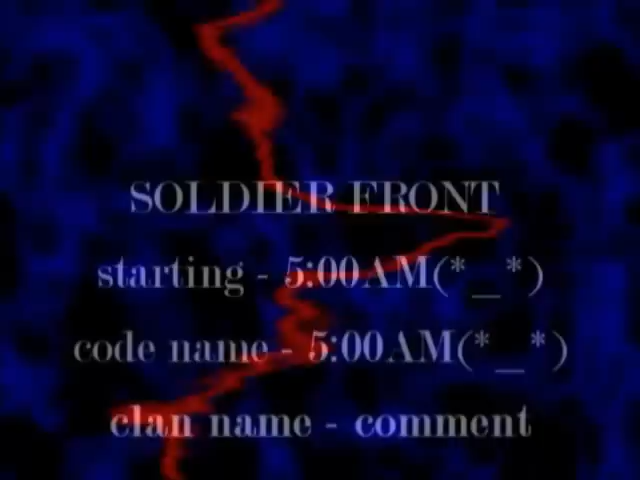 SOLDIER FRONT
starting - 5:00AM(*_*)
code name - 5:00AM(*_*)
clan name - comment